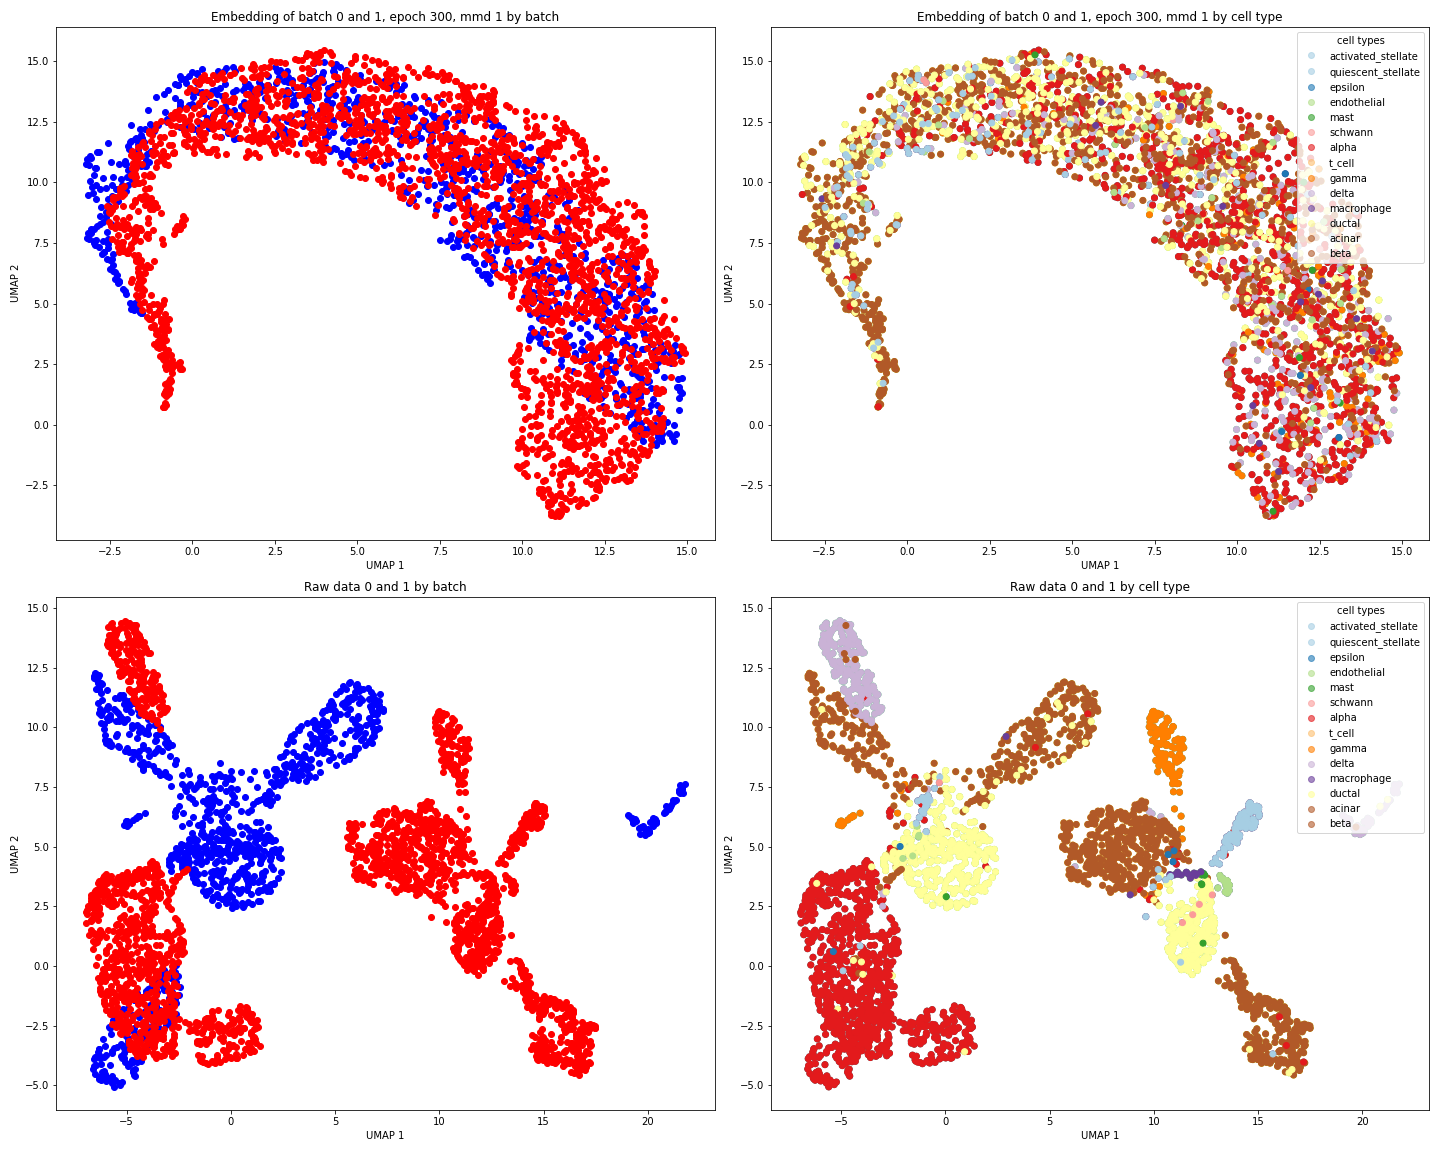 Embedding of batch 0 and 1, epoch 300, mmd 1 by batch
UMAP 2
15.0
12.5
10.0
7.5
5.0
2.5
0.0
−2.5
−2.5 0.0 2.5 5.0 7.5 10.0 12.5 15.0
UMAP 1
Embedding of batch 0 and 1, epoch 300, mmd 1 by cell type
UMAP 2
15.0
12.5
10.0
7.5
5.0
2.5
0.0
−2.5
cell types
activated_stellate
quiescent_stellate
epsilon
endothelial
mast
schwann
alpha
t_cell
gamma
delta
macrophage
ductal
acinar
beta
−2.5 0.0 2.5 5.0 7.5 10.0 12.5 15.0
UMAP 1
Raw data 0 and 1 by batch
UMAP 2
15.0
12.5
10.0
7.5
5.0
2.5
0.0
−2.5
−5.0
−5 0 5 10 15 20
UMAP 1
Raw data 0 and 1 by cell type
UMAP 2
15.0
12.5
10.0
7.5
5.0
2.5
0.0
−2.5
−5.0
cell types
activated_stellate
quiescent_stellate
epsilon
endothelial
mast
schwann
alpha
t_cell
gamma
delta
macrophage
ductal
acinar
beta
−5 0 5 10 15 20
UMAP 1